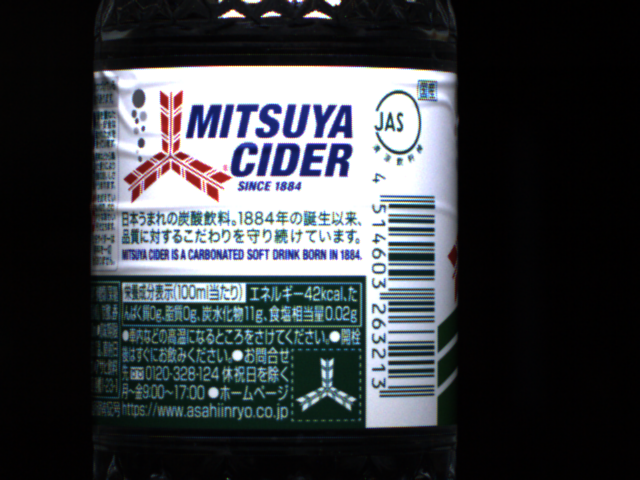 MITSUYA
CIDER
SINCE 1884
国産
JAS
日本うまれの炭酸飲料。1884年の誕生以来、
品質に対するこだわりを守り続けています。
MITSUYA CIDER IS A CARBONATED SOFT DRINK BORN IN 1884.
栄養成分表示(100ml当たり) エネルギー42kcal、た
んぱく質0g、脂質0g、炭水化物11g、食塩相当量0.02g
●車内などの高温になるところをさけてください。●開栓
後はすぐにお飲みください。●お問合せ
0120-328-124 休祝日を除く
月~金9:00~17:00 ●ホームページ
https://www.asahiinryo.co.jp
4 514603 263213